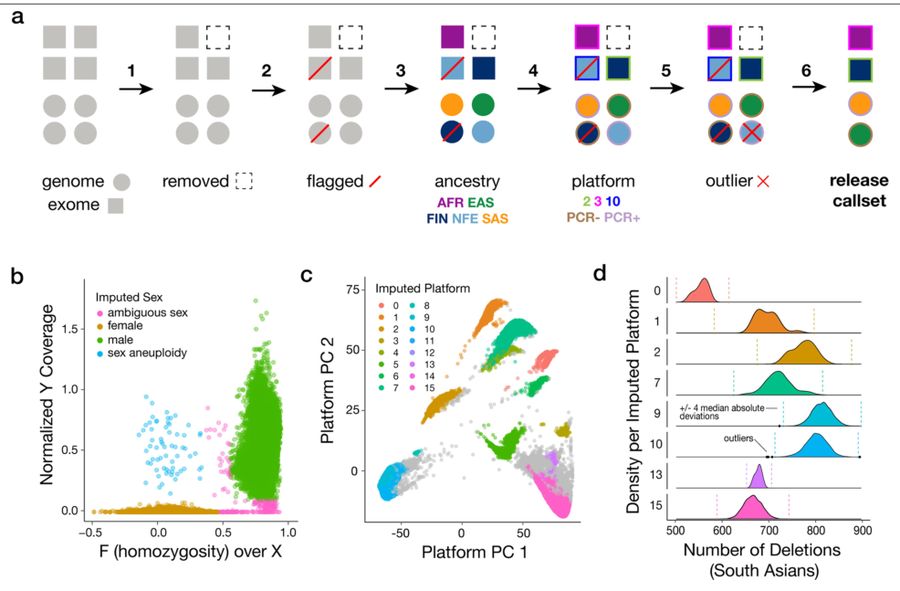 a
1 2 3 4 5 6
genome removed flagged ancestry platform outlier release
exome AFR EAS 2 3 10 callset
FIN NFE SAS PCR- PCR+
b
Normalized Y Coverage
1.5
1.0
0.5
0.0
Imputed Sex
ambiguous sex
female
male
sex aneuploidy
-0.5 0.0 0.5 1.0
F (homozygosity) over X
c
Platform PC 2
75
50
25
0
Imputed Platform
0 8
1 9
2 10
3 11
4 12
5 13
6 14
7 15
-50 0 50
Platform PC 1
d
Density per Imputed Platform
0
1
2
7
9
+/- 4 median absolute
deviations
10
outliers
13
15
500 600 700 800 900
Number of Deletions
(South Asians)